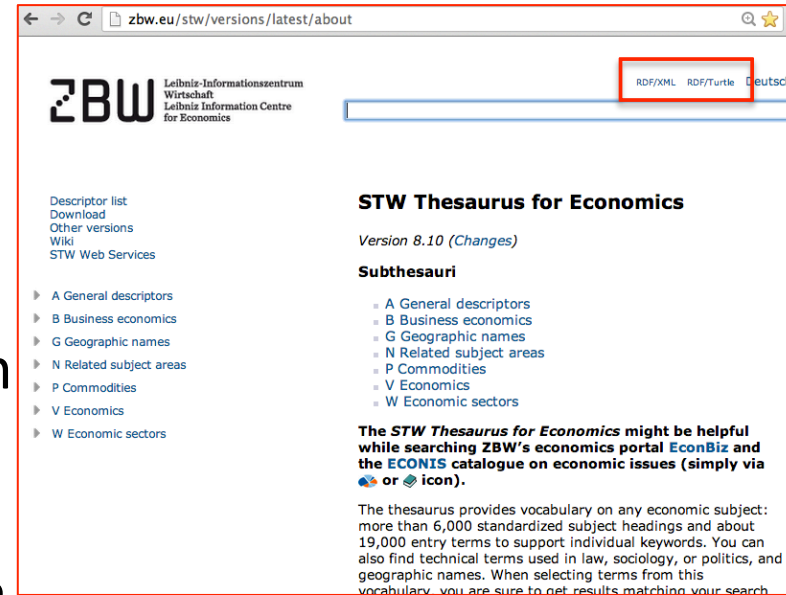 zbw.eu/stw/versions/latest/about
RDF/XML RDF/Turtle Deutsch
ZBW
Leibniz-Informationszentrum
Wirtschaft
Leibniz Information Centre
for Economics
Descriptor list
Download
Other versions
Wiki
STW Web Services
A General descriptors
B Business economics
G Geographic names
N Related subject areas
P Commodities
V Economics
W Economic sectors
STW Thesaurus for Economics
Version 8.10 (Changes)
Subthesauri
A General descriptors
B Business economics
G Geographic names
N Related subject areas
P Commodities
V Economics
W Economic sectors
The STW Thesaurus for Economics might be helpful
while searching ZBW's economics portal EconBiz and
the ECONIS catalogue on economic issues (simply via
or icon).
The thesaurus provides vocabulary on any economic subject:
more than 6,000 standardized subject headings and about
19,000 entry terms to support individual keywords. You can
also find technical terms used in law, sociology, or politics, and
geographic names. When selecting terms from this
vocabulary, you are sure to get results matching your search